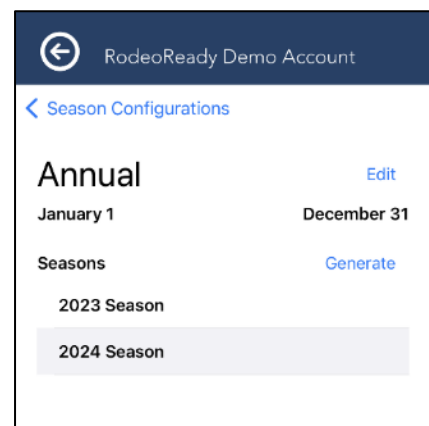 RodeoReady Demo Account
Season Configurations
Annual Edit
January 1 December 31
Seasons Generate
2023 Season
2024 Season